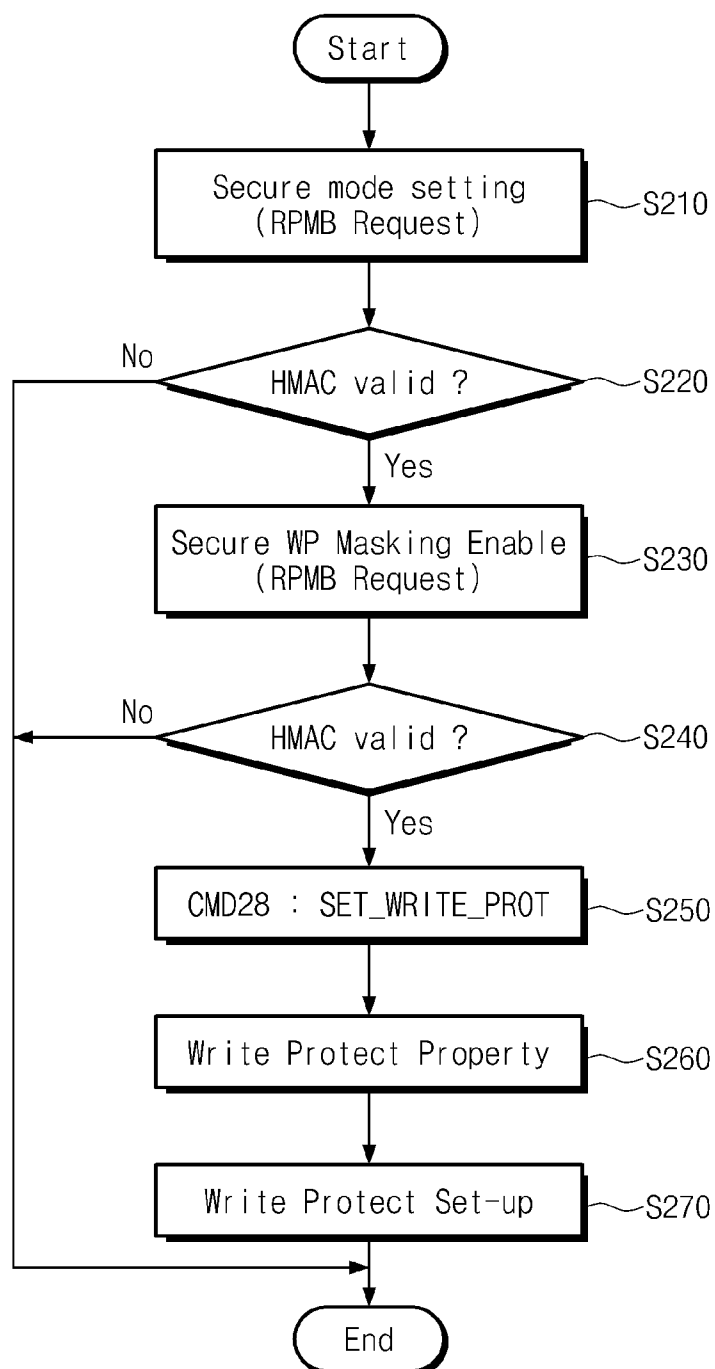 Start
Secure mode setting
(RPMB Request)
S210
No
HMAC valid ?
S220
Yes
Secure WP Masking Enable
(RPMB Request)
S230
No
HMAC valid ?
S240
Yes
CMD28 : SET_WRITE_PROT
S250
Write Protect Property
S260
Write Protect Set-up
S270
End